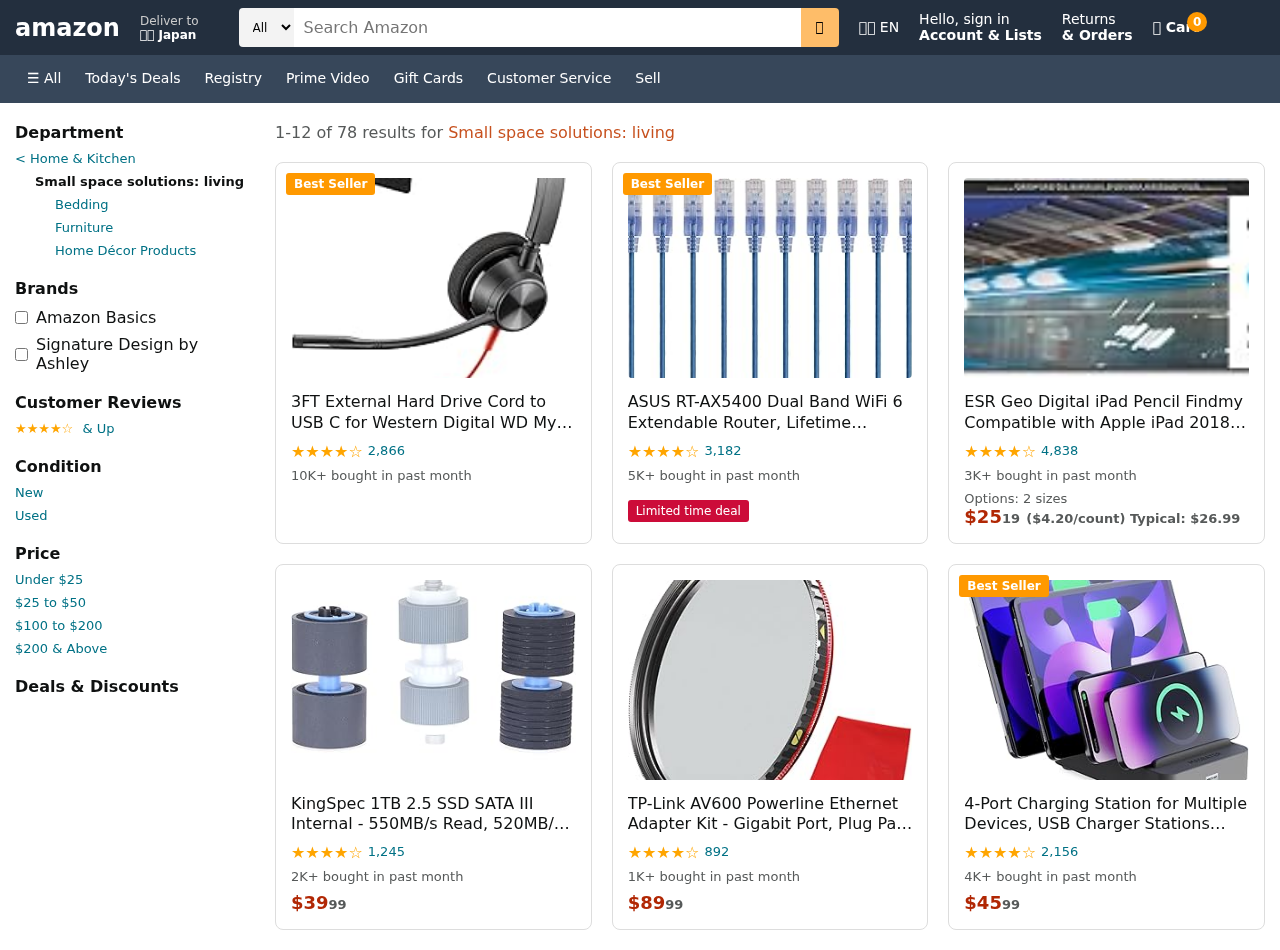 amazon
Deliver to
Japan
All
Search Amazon
EN
Hello, sign in
Account & Lists
Returns
& Orders
0
☰ All
Today's Deals
Registry
Prime Video
Gift Cards
Customer Service
Sell
Department
< Home & Kitchen
Small space solutions: living
Bedding
Furniture
Home Décor Products
Brands
Amazon Basics
Signature Design by
Ashley
Customer Reviews
★★★★☆ & Up
Condition
New
Used
Price
Under $25
$25 to $50
$100 to $200
$200 & Above
Deals & Discounts
1-12 of 78 results for Small space solutions: living
Best Seller
3FT External Hard Drive Cord to
USB C for Western Digital WD My…
★★★★☆ 2,866
10K+ bought in past month
Best Seller
ASUS RT-AX5400 Dual Band WiFi 6
Extendable Router, Lifetime…
★★★★☆ 3,182
5K+ bought in past month
Limited time deal
ESR Geo Digital iPad Pencil Findmy
Compatible with Apple iPad 2018…
★★★★☆ 4,838
3K+ bought in past month
Options: 2 sizes
$25 19 ($4.20/count) Typical: $26.99
KingSpec 1TB 2.5 SSD SATA III
Internal - 550MB/s Read, 520MB/…
★★★★☆ 1,245
2K+ bought in past month
$39 99
TP-Link AV600 Powerline Ethernet
Adapter Kit - Gigabit Port, Plug Pa…
★★★★☆ 892
1K+ bought in past month
$89 99
Best Seller
4-Port Charging Station for Multiple
Devices, USB Charger Stations…
★★★★☆ 2,156
4K+ bought in past month
$45 99